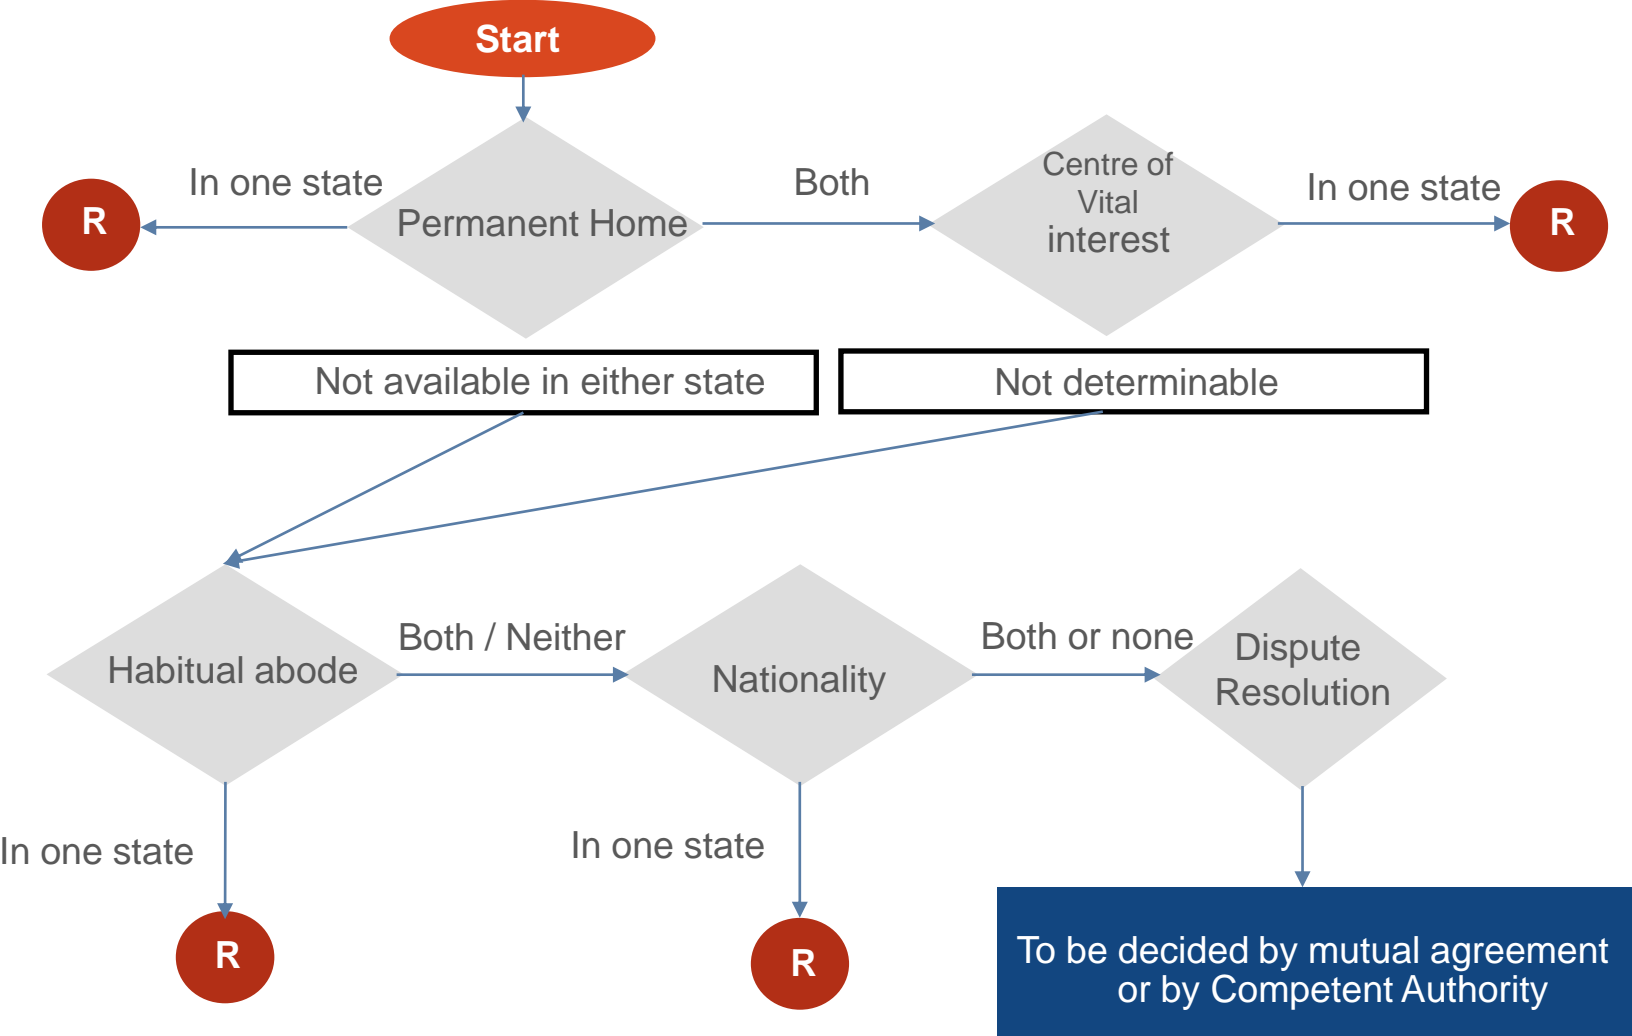 Start
In one state
Both
Centre of
Vital
interest
In one state
R
Permanent Home
R
Not available in either state
Not determinable
Both / Neither
Both or none
Dispute
Resolution
Habitual abode
Nationality
In one state
In one state
R
R
To be decided by mutual agreement
or by Competent Authority